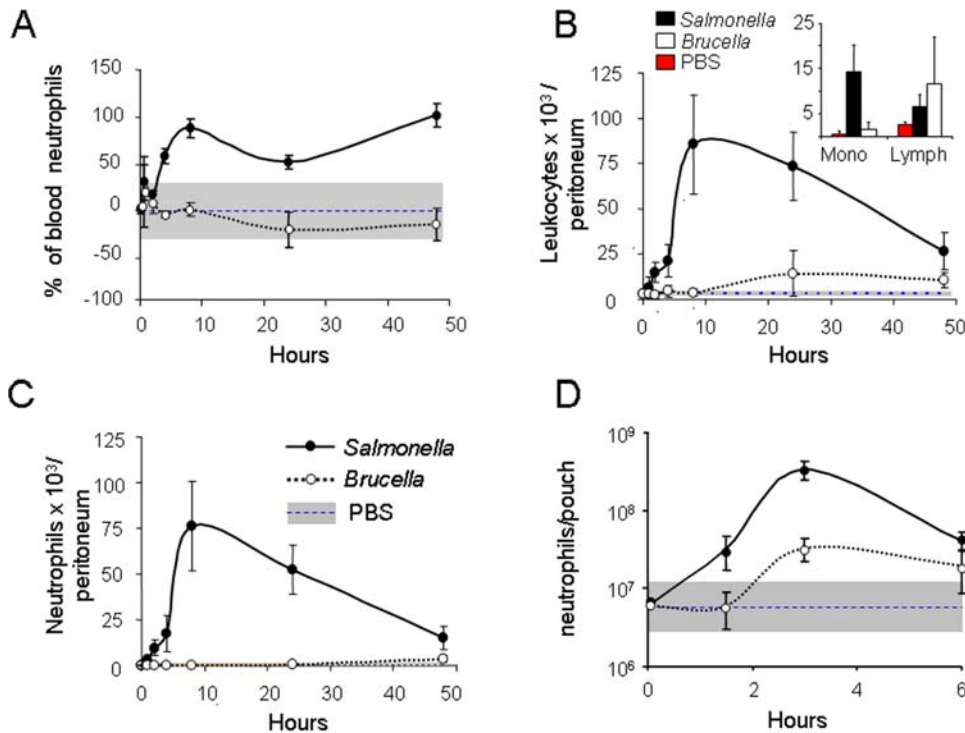 A
% of blood neutrophils
150
100
50
0
-50
-100
0 10 20 30 40 50
Hours
B
Salmonella
Brucella
PBS
25
15
5
Mono Lymph
Leukocytes x 10³/
peritoneum
125
75
50
25
0
0 10 20 30 40 50
Hours
C
Neutrophils x 10³/
peritoneum
125
75
50
25
0
0 10 20 30 40 50
Hours
Salmonella
Brucella
PBS
D
neutrophils/pouch
10⁹
10⁸
10⁷
10⁶
0 2 4 6
Hours